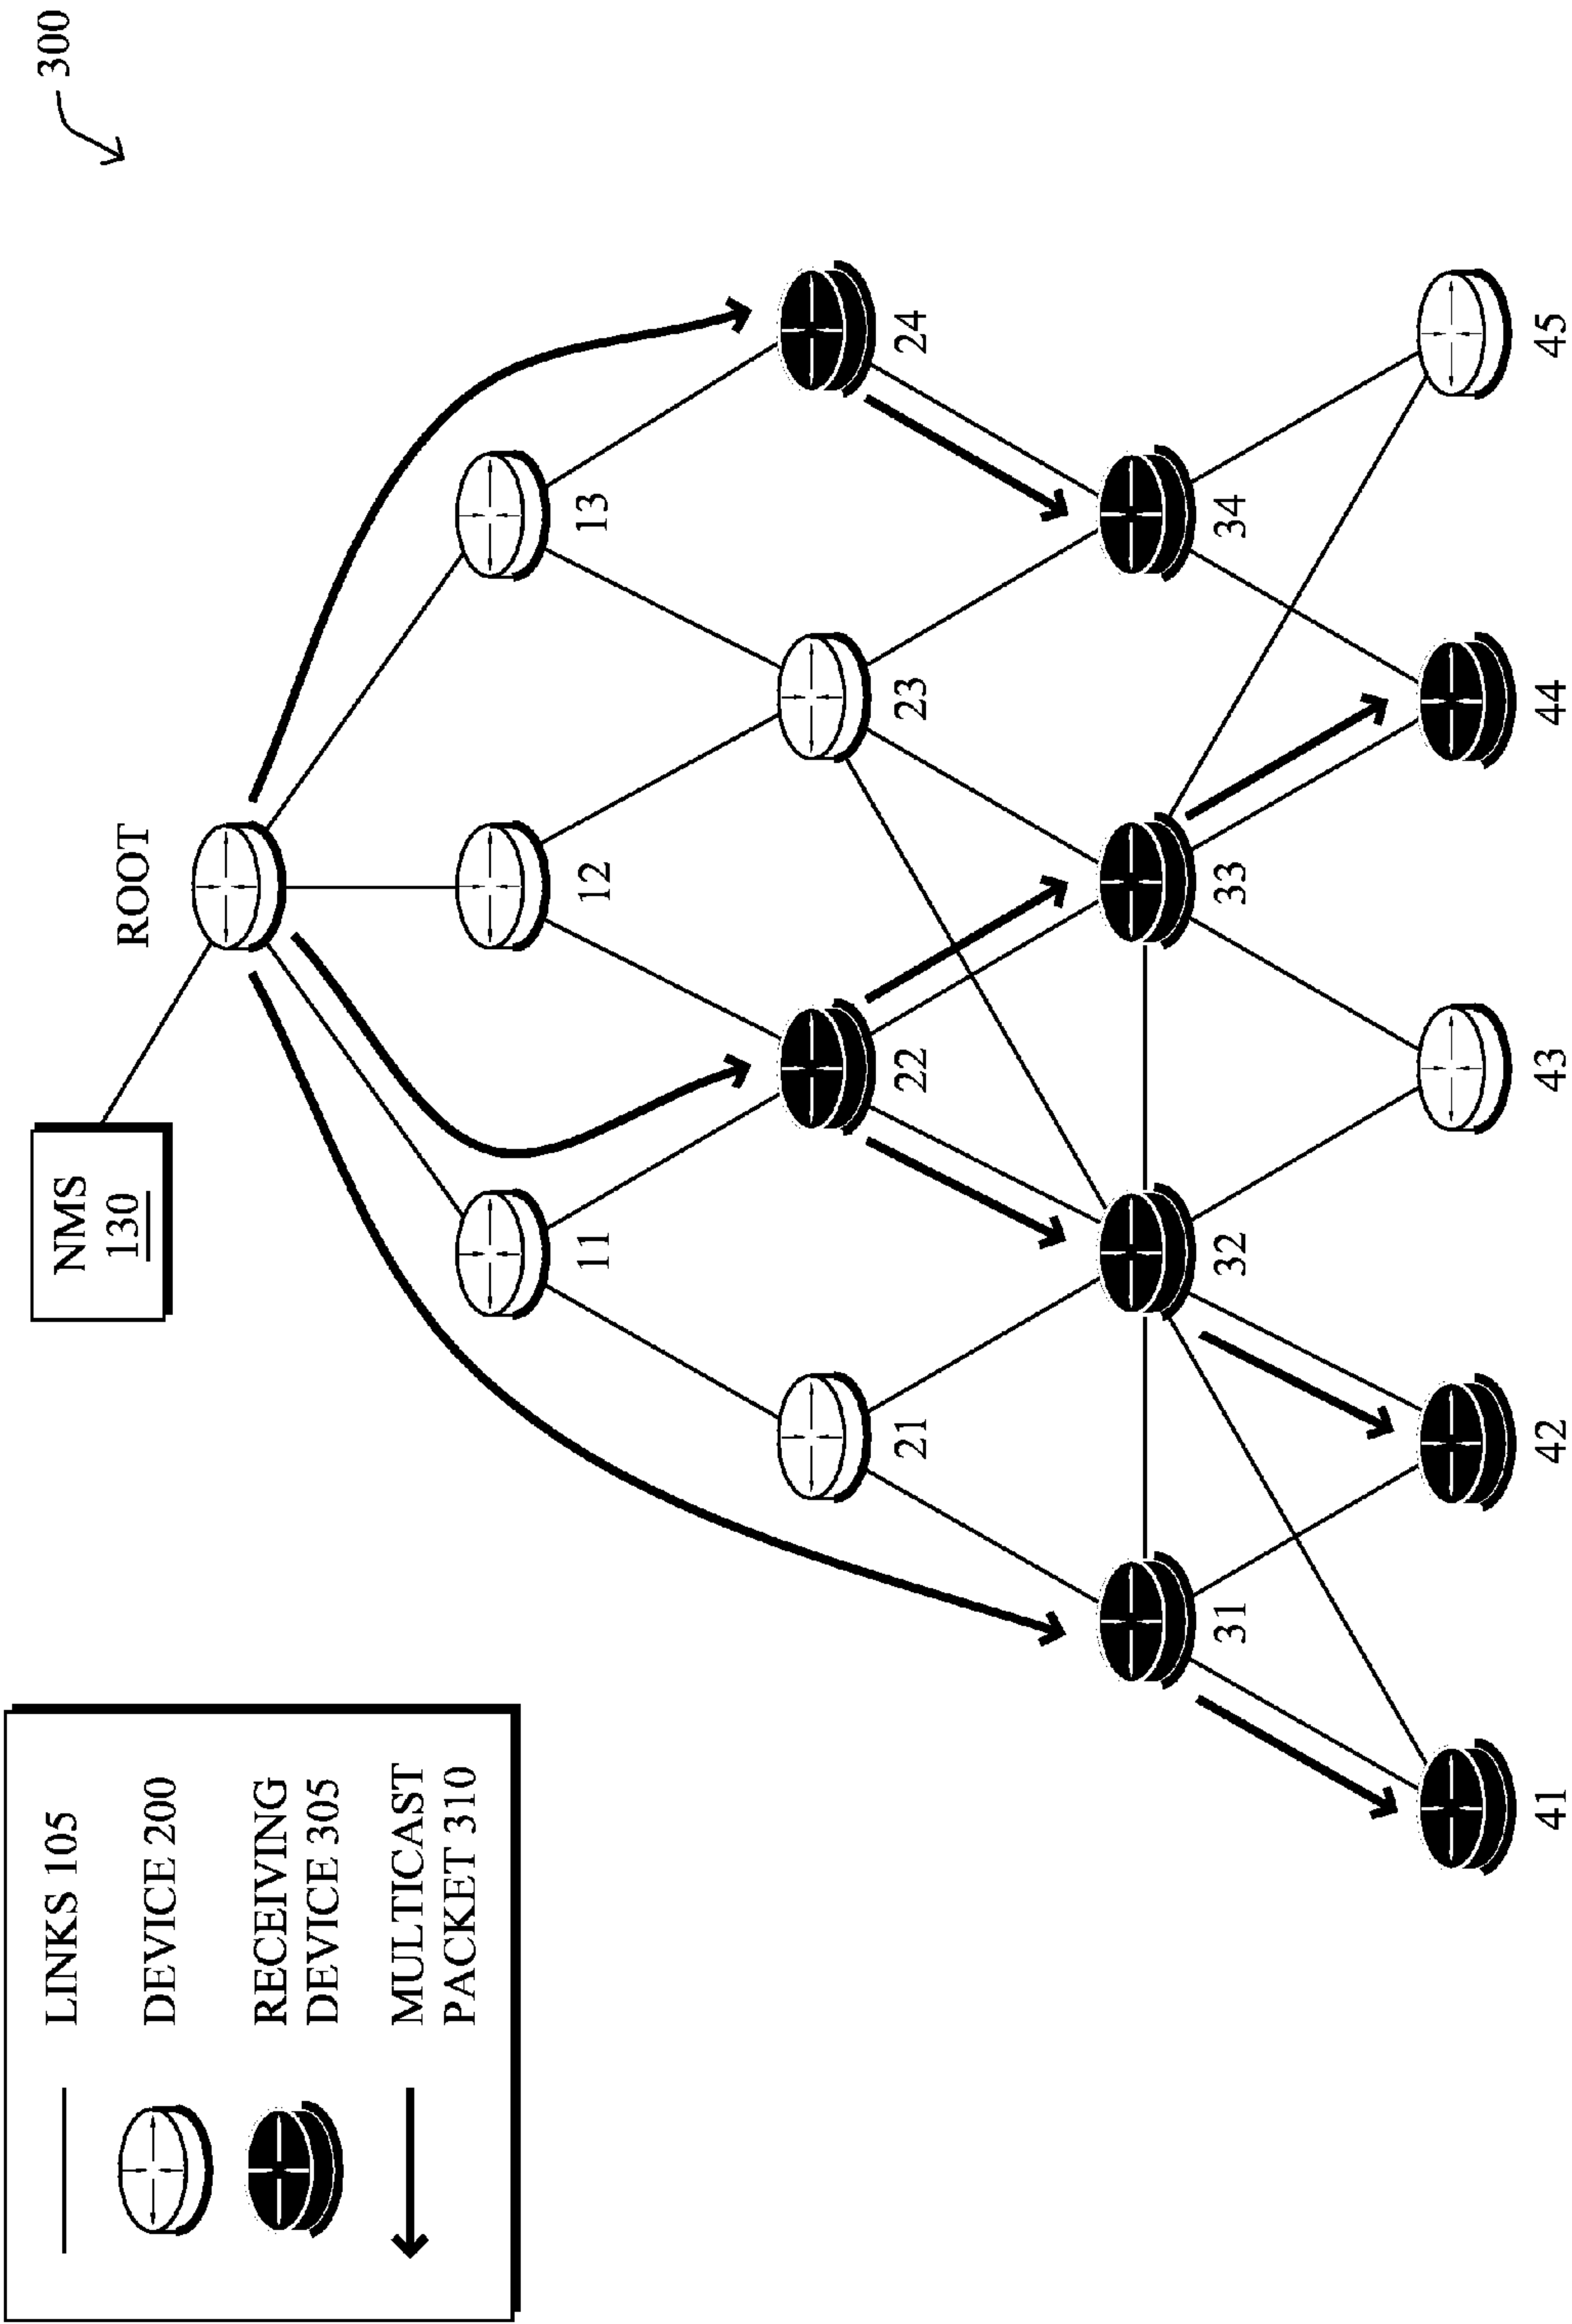 300
NMS
130
ROOT
11
12
13
21
22
23
24
31
32
33
34
41
42
43
44
45
LINKS 105
DEVICE 200
RECEIVING
DEVICE 305
MULTICAST
PACKET 310